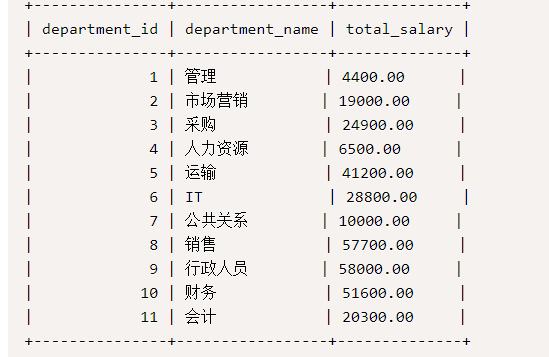 +---------------+-----------------+--------------+
| department_id | department_name | total_salary |
+---------------+-----------------+--------------+
| 1 | 管理 | 4400.00 |
| 2 | 市场营销 | 19000.00 |
| 3 | 采购 | 24900.00 |
| 4 | 人力资源 | 6500.00 |
| 5 | 运输 | 41200.00 |
| 6 | IT | 28800.00 |
| 7 | 公共关系 | 10000.00 |
| 8 | 销售 | 57700.00 |
| 9 | 行政人员 | 58000.00 |
| 10 | 财务 | 51600.00 |
| 11 | 会计 | 20300.00 |
+---------------+-----------------+--------------+